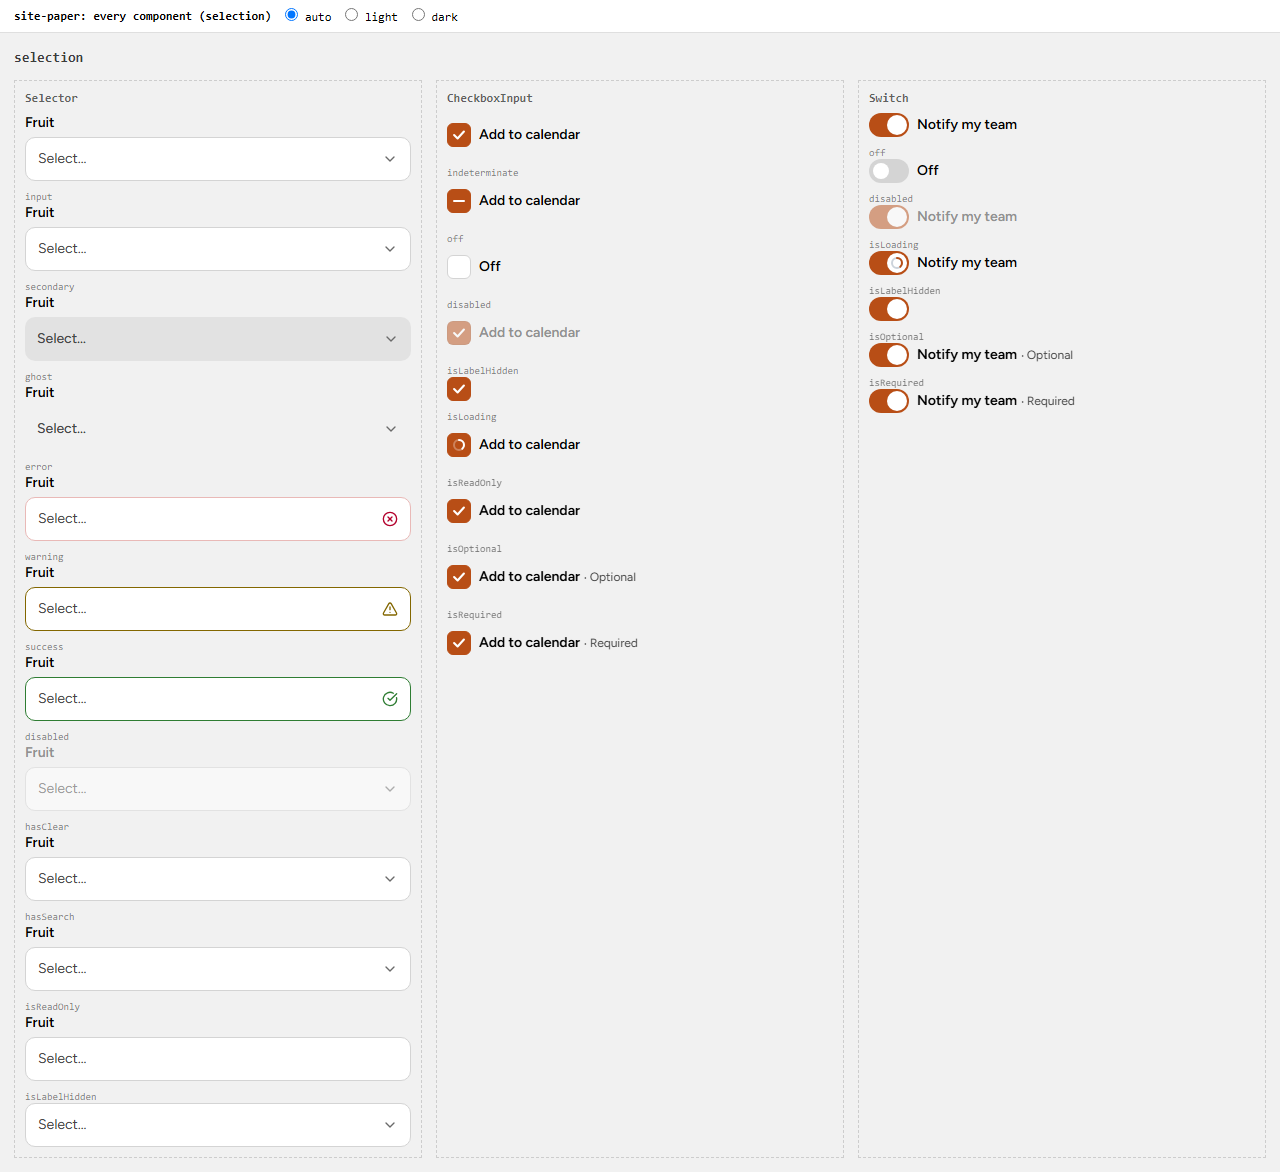 site-paper: every component (selection) auto light dark
selection
Selector
Fruit
Select...
input
Fruit
Select...
secondary
Fruit
Select...
ghost
Fruit
Select...
error
Fruit
Select...
warning
Fruit
Select...
success
Fruit
Select...
disabled
Fruit
Select...
hasClear
Fruit
Select...
hasSearch
Fruit
Select...
isReadOnly
Fruit
Select...
isLabelHidden
Select...
CheckboxInput
Add to calendar
indeterminate
Add to calendar
off
Off
disabled
Add to calendar
isLabelHidden
isLoading
Add to calendar
isReadOnly
Add to calendar
isOptional
Add to calendar · Optional
isRequired
Add to calendar · Required
Switch
Notify my team
off
Off
disabled
Notify my team
isLoading
Notify my team
isLabelHidden
isOptional
Notify my team · Optional
isRequired
Notify my team · Required